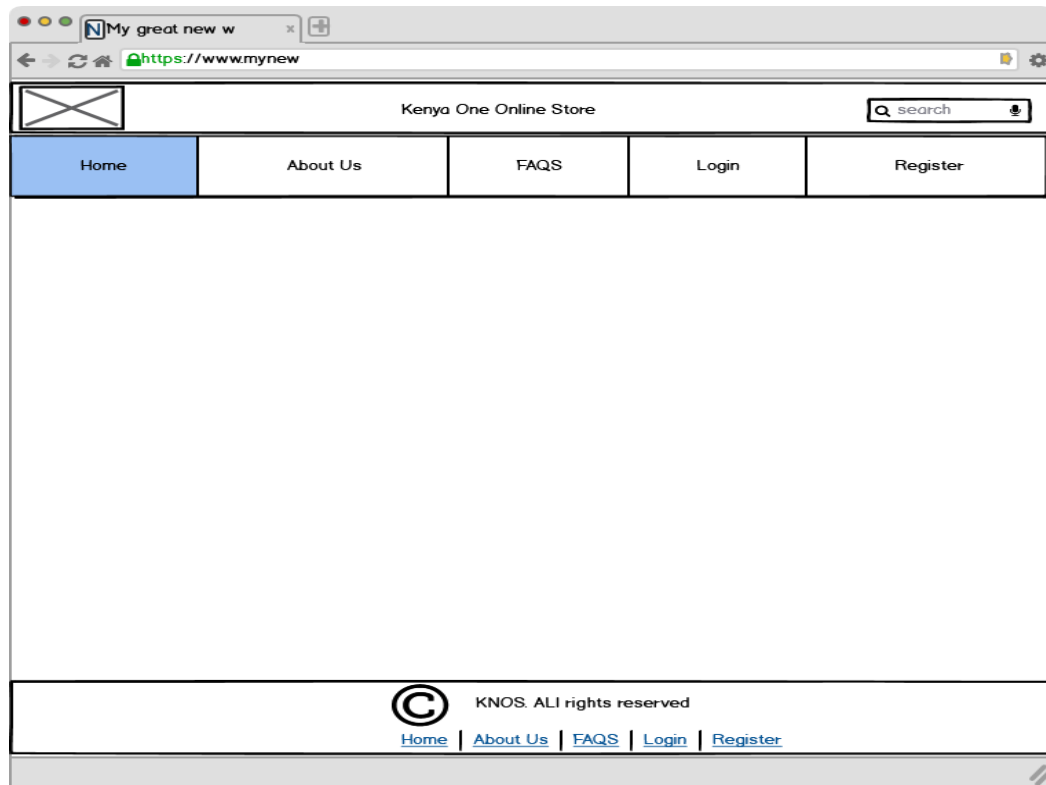 My great new w
https://www.mynew
Kenya One Online Store
search
Home
About Us
FAQS
Login
Register
© KNOS. ALl rights reserved
Home | About Us | FAQS | Login | Register